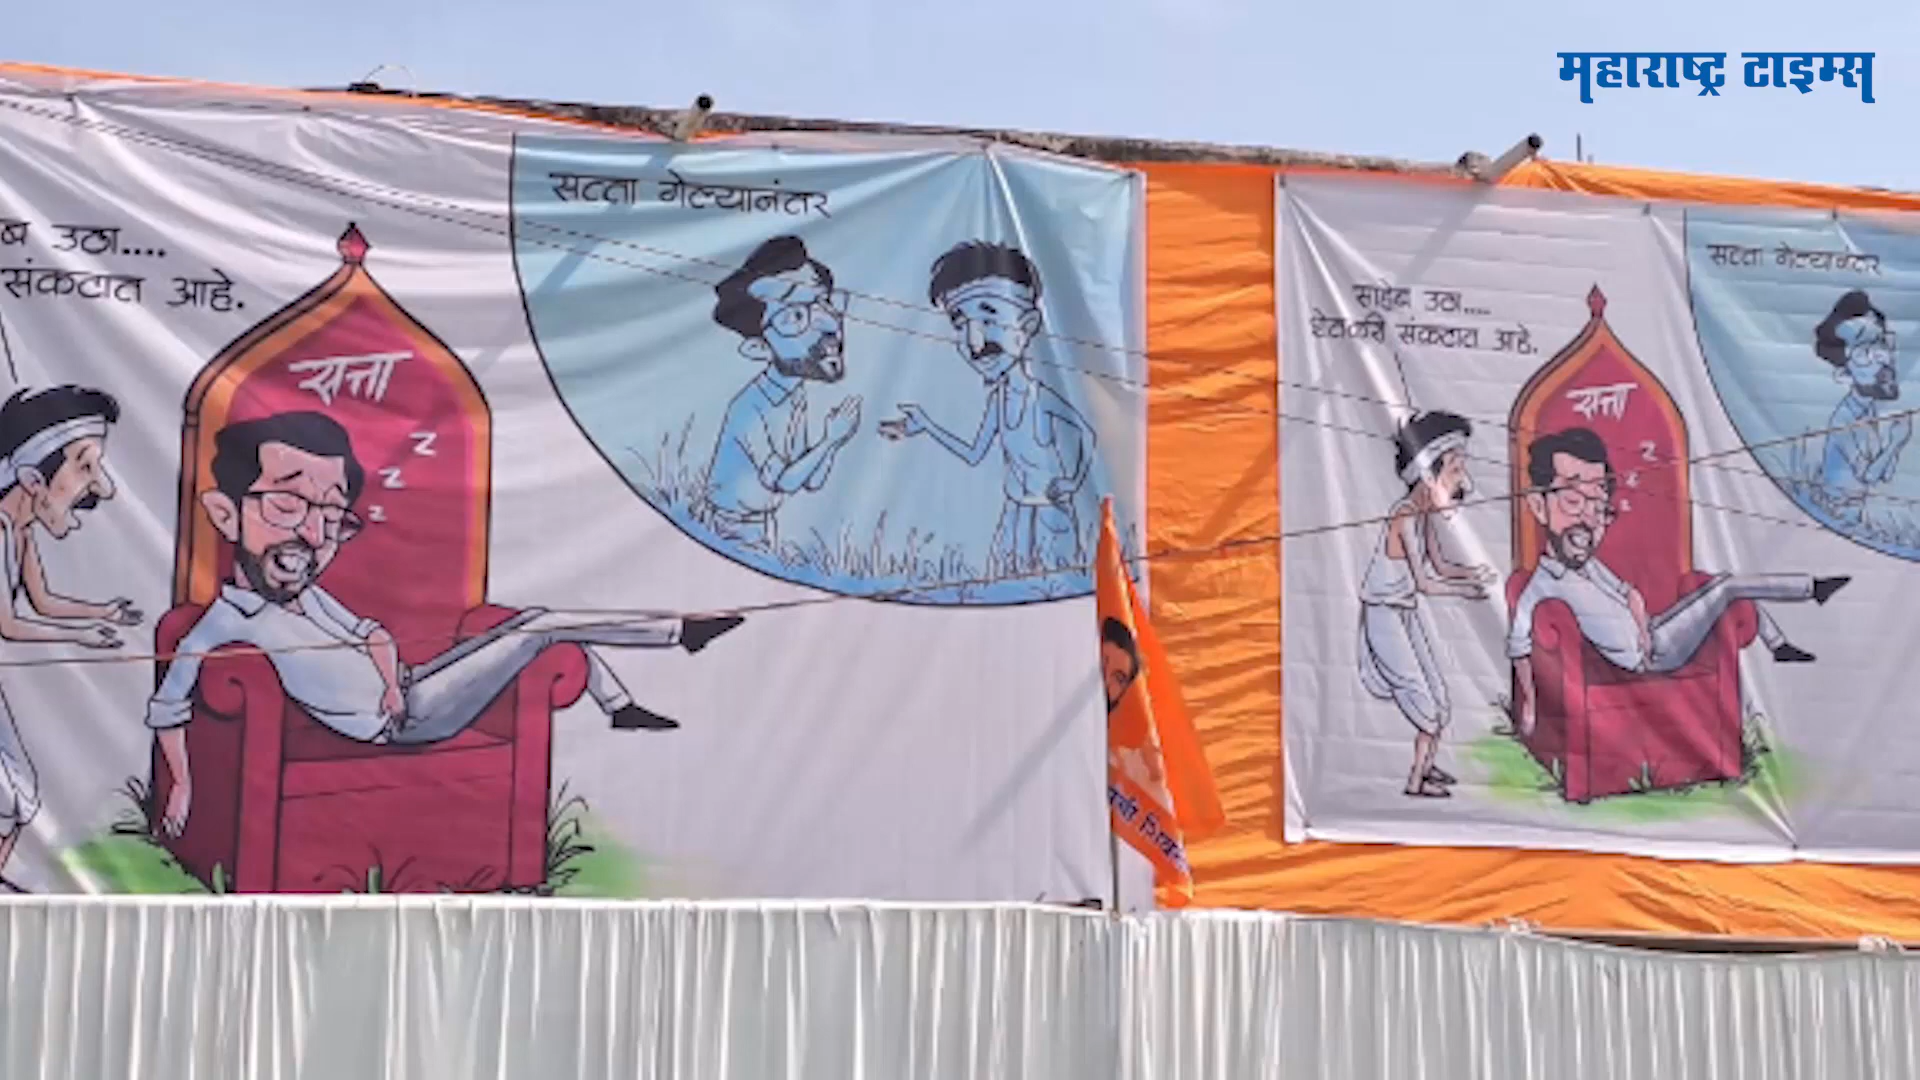 महाराष्ट्र टाइम्स
ब उठा....
संकटात आहे.
सत्ता
z
z
z
सत्ता गेल्यानंतर
साहेब उठा....
शेतकरी संकटात आहे.
सत्ता
z
z
z
सत्ता गेल्यानंतर